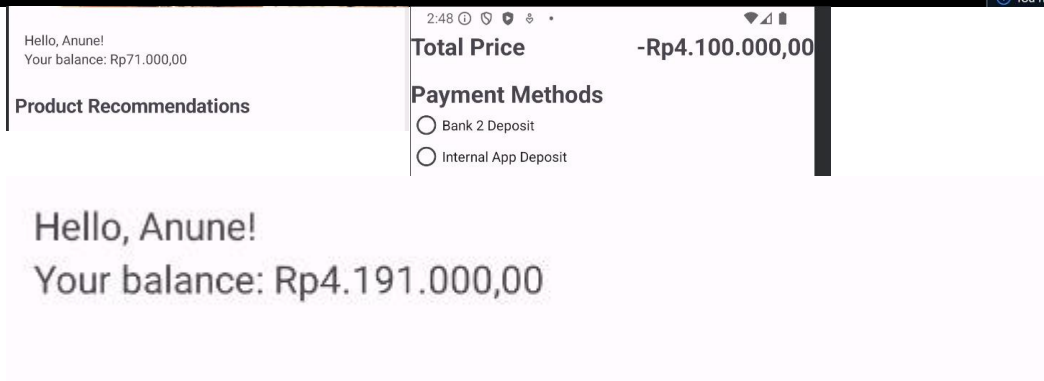 Hello, Anune!
Your balance: Rp71.000,00
Product Recommendations
2:48
Total Price -Rp4.100.000,00
Payment Methods
Bank 2 Deposit
Internal App Deposit
Hello, Anune!
Your balance: Rp4.191.000,00